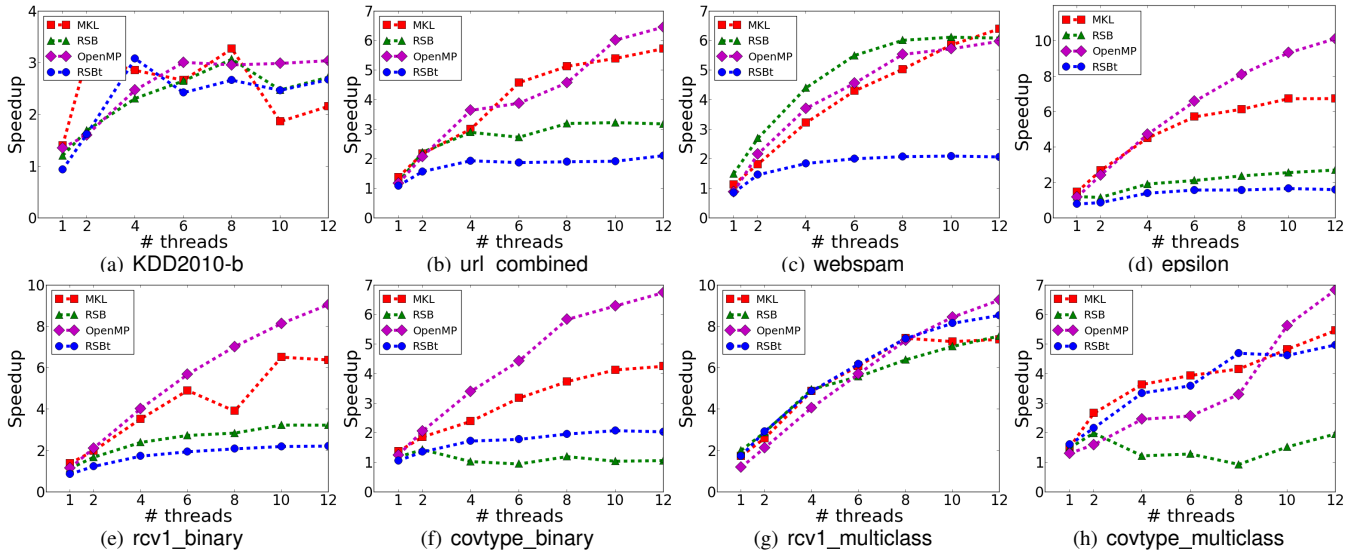 4
3
2
1
0
Speedup
MKL
RSB
OpenMP
RSBt
1 2 4 6 8 10 12
# threads
(a) KDD2010-b
7
6
5
4
3
2
1
0
Speedup
MKL
RSB
OpenMP
RSBt
1 2 4 6 8 10 12
# threads
(b) url_combined
7
6
5
4
3
2
1
0
Speedup
MKL
RSB
OpenMP
RSBt
1 2 4 6 8 10 12
# threads
(c) webspam
10
8
6
4
2
0
Speedup
MKL
RSB
OpenMP
RSBt
1 2 4 6 8 10 12
# threads
(d) epsilon
10
8
6
4
2
0
Speedup
MKL
RSB
OpenMP
RSBt
1 2 4 6 8 10 12
# threads
(e) rcv1_binary
7
6
5
4
3
2
1
0
Speedup
MKL
RSB
OpenMP
RSBt
1 2 4 6 8 10 12
# threads
(f) covtype_binary
10
8
6
4
2
0
Speedup
MKL
RSB
OpenMP
RSBt
1 2 4 6 8 10 12
# threads
(g) rcv1_multiclass
7
6
5
4
3
2
1
0
Speedup
MKL
RSB
OpenMP
RSBt
1 2 4 6 8 10 12
# threads
(h) covtype_multiclass